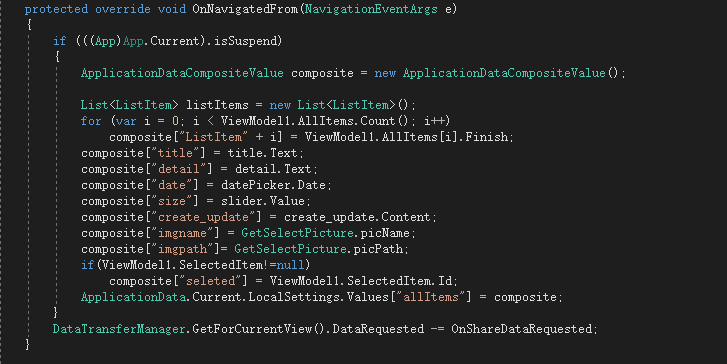 protected override void OnNavigatedFrom(NavigationEventArgs e)
{
if (((App)App.Current).isSuspend)
{
ApplicationDataCompositeValue composite = new ApplicationDataCompositeValue();
List<ListItem> listItems = new List<ListItem>();
for (var i = 0; i < ViewModel1.AllItems.Count(); i++)
composite["ListItem" + i] = ViewModel1.AllItems[i].Finish;
composite["title"] = title.Text;
composite["detail"] = detail.Text;
composite["date"] = datePicker.Date;
composite["size"] = slider.Value;
composite["create_update"] = create_update.Content;
composite["imgname"]= GetSelectPicture.picName;
composite["imgpath"]= GetSelectPicture.picPath;
if(ViewModel1.SelectedItem!=null)
composite["seleted"] = ViewModel1.SelectedItem.Id;
ApplicationData.Current.LocalSettings.Values["allItems"] = composite;
}
DataTransferManager.GetForCurrentView().DataRequested -= OnShareDataRequested;
}